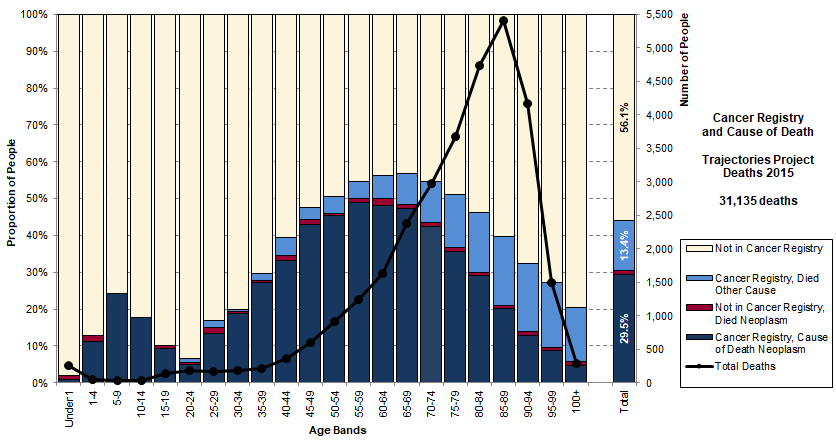 100%
90%
80%
70%
60%
50%
40%
30%
20%
10%
0%
Proportion of People
5,500
5,000
4,500
4,000
3,500
3,000
2,500
2,000
1,500
1,000
500
0
Number of People
56.1%
13.4%
29.5%
Under 1
1-4
5-9
10-14
15-19
20-24
25-29
30-34
35-39
40-44
45-49
50-54
55-59
60-64
65-69
70-74
75-79
80-84
85-89
90-94
95-99
100+
Total
Age Bands
Cancer Registry
and Cause of Death
Trajectories Project
Deaths 2015
31,135 deaths
Not in Cancer Registry
Cancer Registry, Died
Other Cause
Not in Cancer Registry,
Died Neoplasm
Cancer Registry, Cause
of Death Neoplasm
Total Deaths